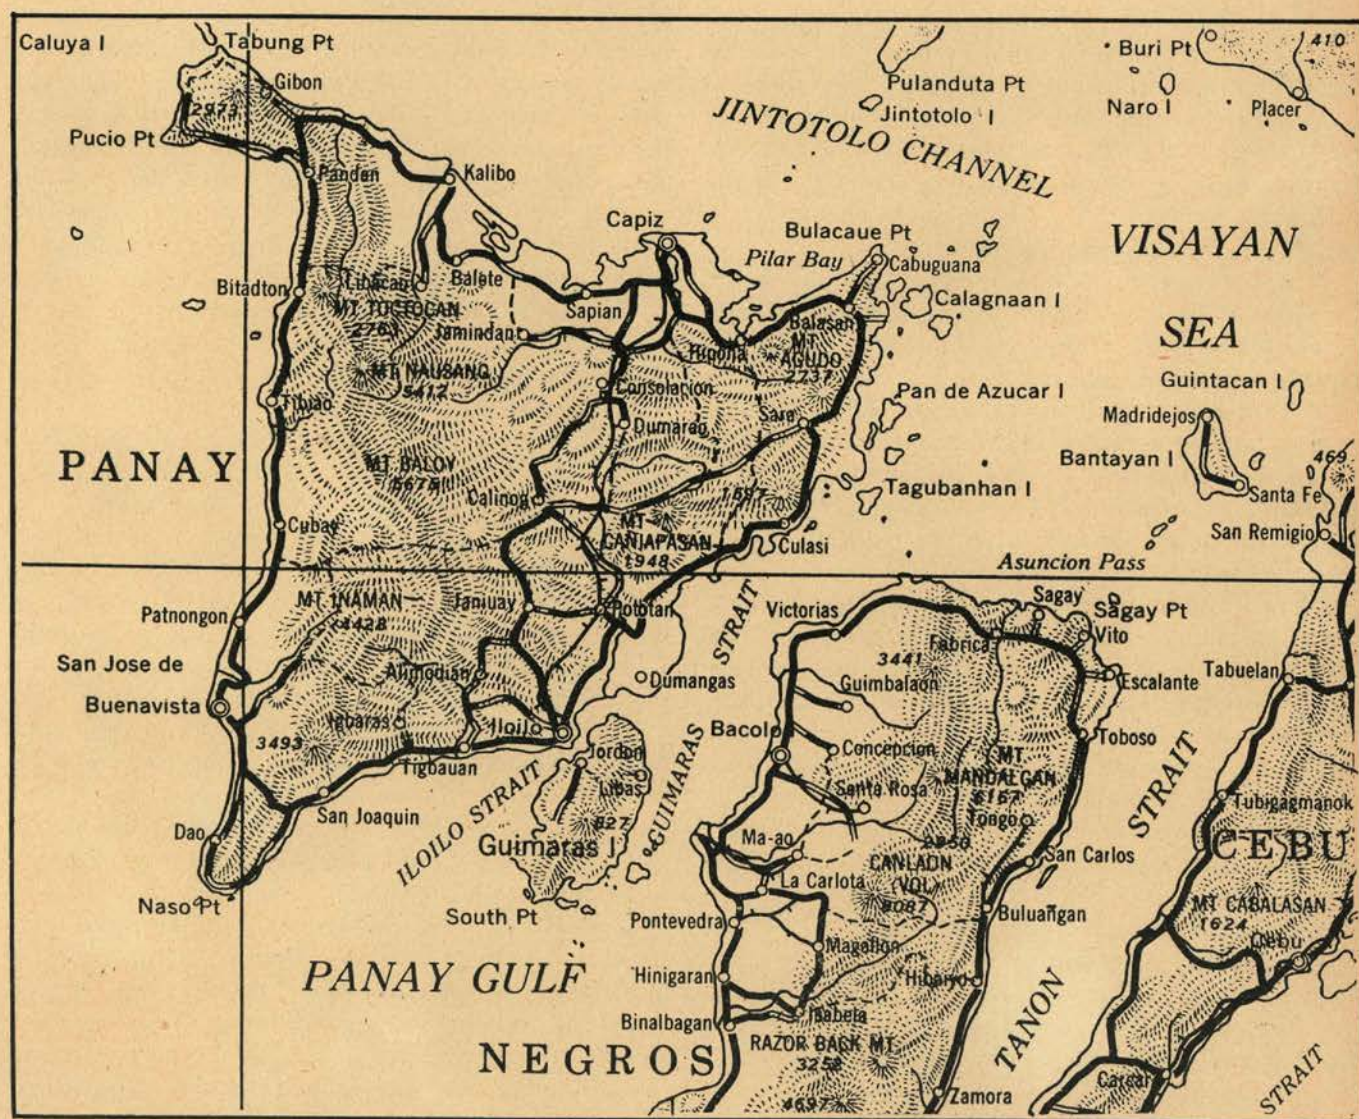 Caluya I
Tabung Pt
Gibon
2973
Pucio Pt
Pandan
Kalibo
Pulanduta Pt
Jintotolo I
JINTOTOLO CHANNEL
Buri Pt
410
Naro I
Placer
Capiz
Bulacaue Pt
Pilar Bay
Cabuguana
VISAYAN
SEA
Bitadton
Libacao
Balete
Sapian
Calagnaan I
MT TOCTOCAN
2763
Jamindan
Hipona
Balasan
MT
AGUDO
2737
MT NAUSANG
5412
Consolacion
Guintacan I
Tibiao
Dumarao
Sara
Pan de Azucar I
Madridejos
PANAY
MT BALOY
5675
Calinog
1597
Bantayan I
469
Tagubanhan I
Santa Fe
Cubay
MT
CANJAPASAN
1948
Culasi
San Remigio
Asuncion Pass
MT INAMAN
4428
Patnongon
Janiuay
Pototan
STRAIT
Victorias
Sagay
Sagay Pt
Fabrica
Vito
San Jose de
Buenavista
Alimodian
Dumangas
3441
Guimbalaon
Escalante
Tabuelan
Igbaras
Iloilo
Bacolod
3493
Tigbauan
Jordon
GUIMARAS
Concepcion
MT
MANDALGAN
6167
Toboso
STRAIT
Libas
Santa Rosa
Tongo
Tubigagmanok
San Joaquin
ILOILO STRAIT
827
Dao
Guimaras I
Ma-ao
2950
CANLAON
(VOL)
8087
San Carlos
CEBU
La Carlota
Naso Pt
South Pt
Pontevedra
Buluangan
MT CABALASAN
1624
Cebu
Magallon
PANAY GULF
Hinigaran
Hibaiyo
Binalbagan
Isabela
TANON
NEGROS
RAZOR BACK MT
3258
4697
Zamora
Carcar
STRAIT